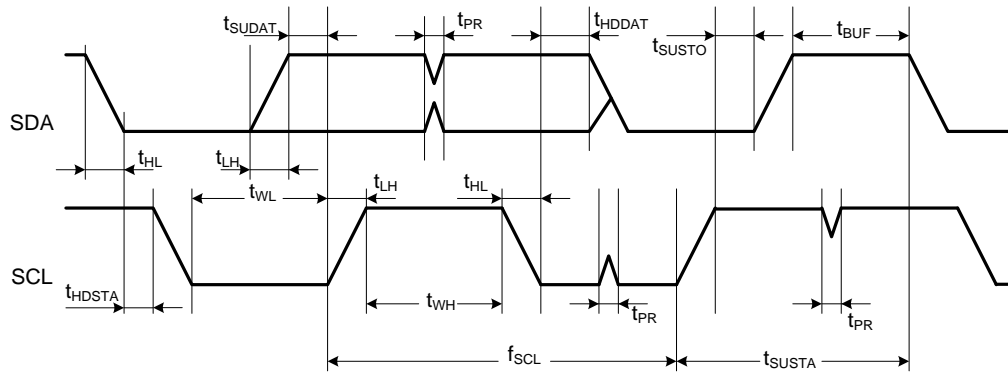 tSUDAT
tPR
tHDDAT
tSUSTO
tBUF
SDA
tHL
tLH
tWL
tLH
tHL
SCL
tHDSTA
tWH
tPR
tPR
fSCL
tSUSTA